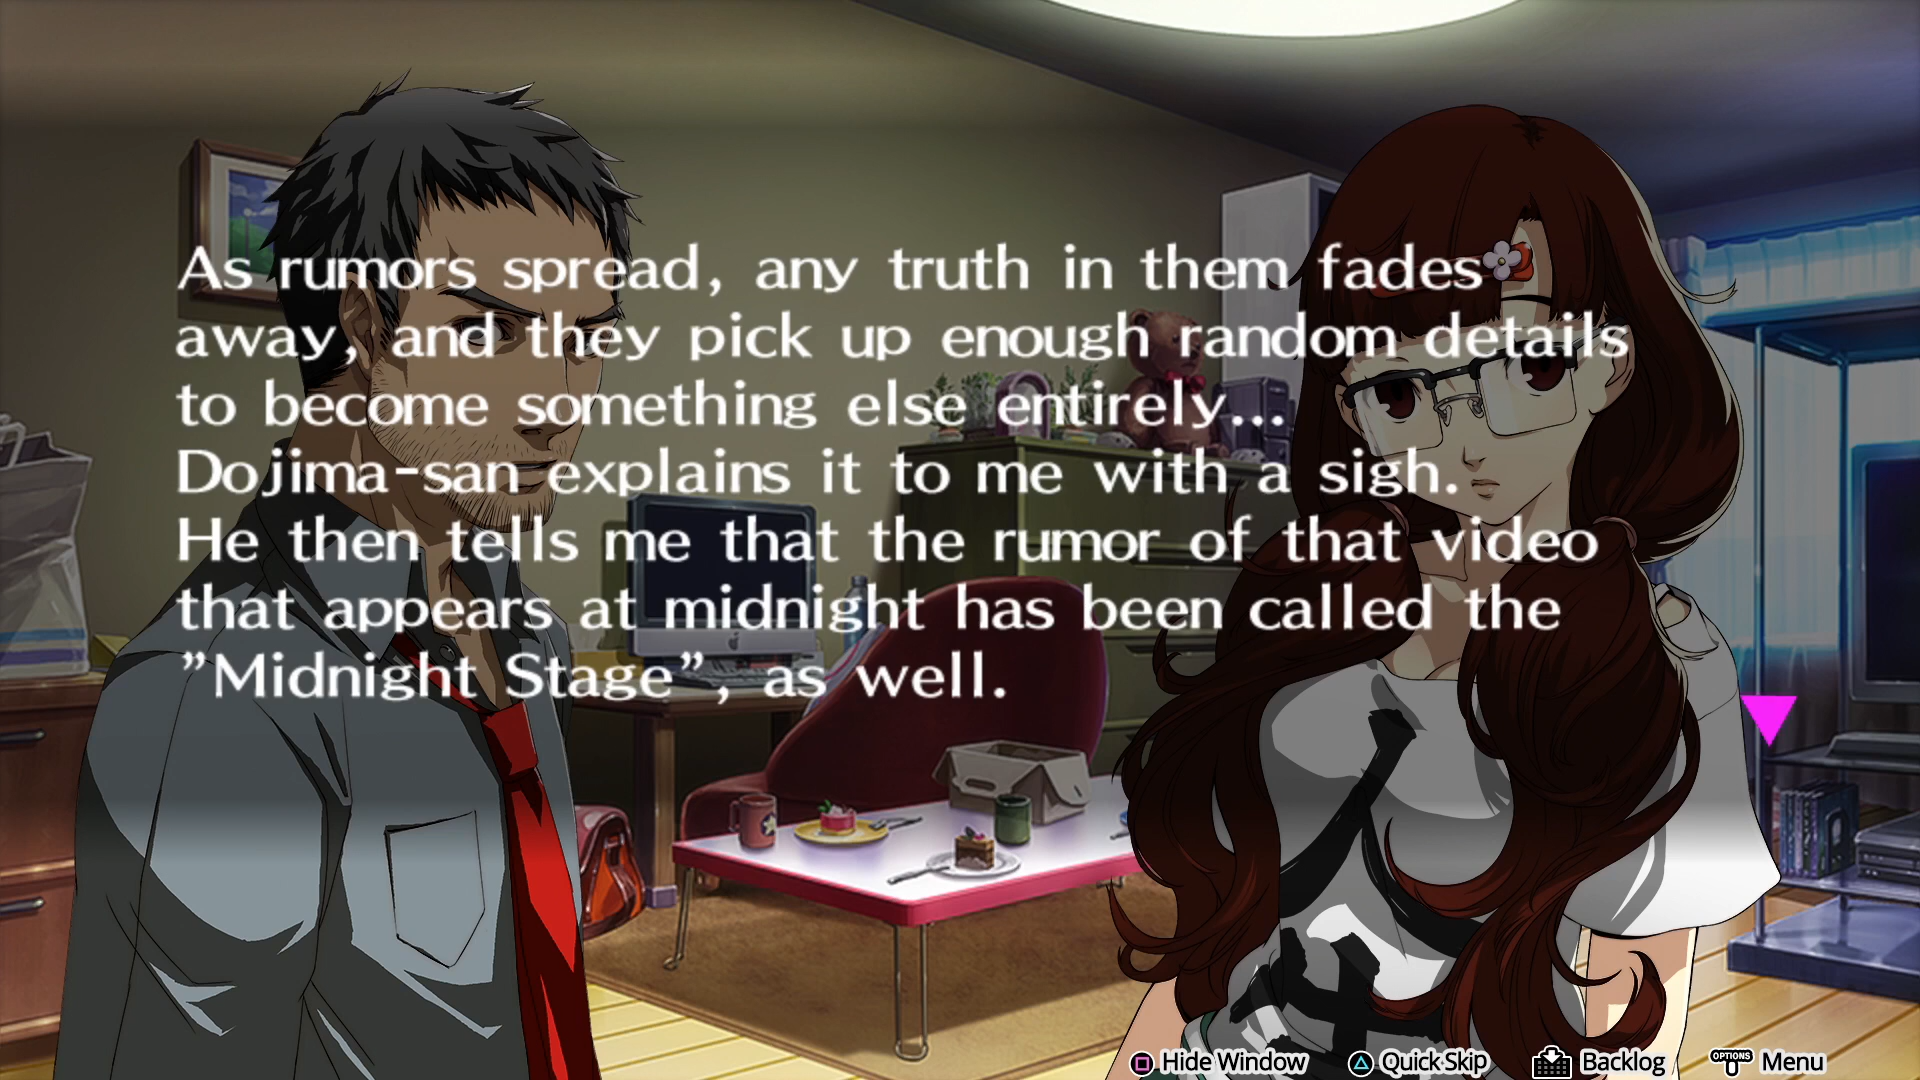 As rumors spread, any truth in them fades
away, and they pick up enough random details
to become something else entirely...
Dojima-san explains it to me with a sigh.
He then tells me that the rumor of that video
that appears at midnight has been called the
"Midnight Stage", as well.
Hide Window
Quick Skip
Backlog
OPTIONS Menu